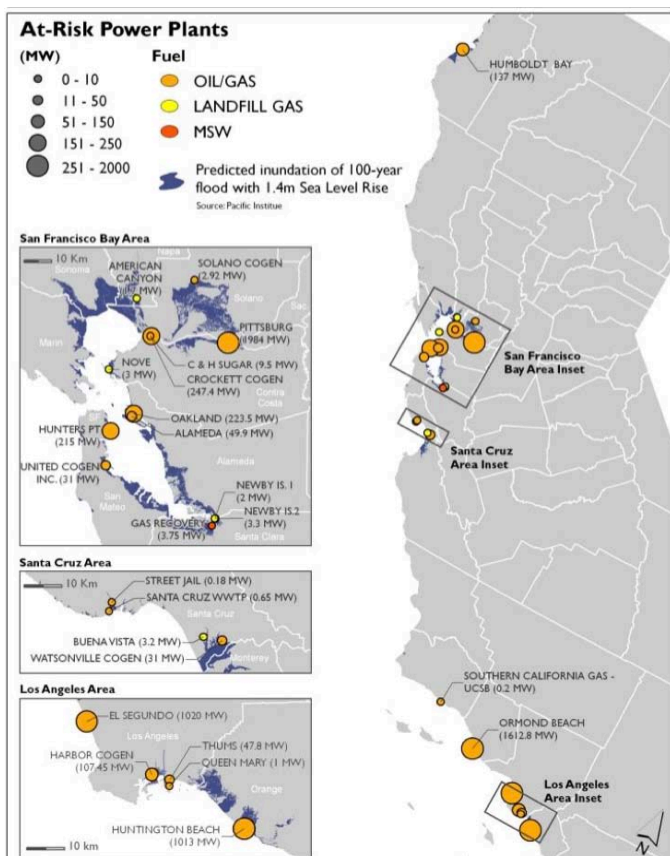 At-Risk Power Plants
(MW)
0 - 10
11 - 50
51 - 150
151 - 250
251 - 2000
Fuel
OIL/GAS
LANDFILL GAS
MSW
Predicted inundation of 100-year
flood with 1.4m Sea Level Rise
Source: Pacific Institue
San Francisco Bay Area
10 Km
Napa
Sonoma
AMERICAN
CANYON
MW)
SOLANO COGEN
(2.92 MW)
Solano
Sac.
Marin
PITTSBURG
(1984 MW)
C & H SUGAR (9.5 MW)
CROCKETT COGEN
(247.4 MW)
NOVE
(3 MW)
Contra
Costa
OAKLAND (223.5 MW)
ALAMEDA (49.9 MW)
HUNTERS PT
(215 MW)
Alameda
UNITED COGEN
INC. (31 MW)
San
Mateo
NEWBY IS. 1
(2 MW)
NEWBY IS.2
(3.3 MW)
GAS RECOVERY
(3.75 MW)
Santa Clara
Santa Cruz Area
10 Km
STREET JAIL (0.18 MW)
SANTA CRUZ WWTP (0.65 MW)
Santa Cruz
BUENA VISTA (3.2 MW)
WATSONVILLE COGEN (31 MW)
Monterey
Los Angeles Area
EL SEGUNDO (1020 MW)
Los Angeles
HARBOR COGEN
(107.45 MW)
THUMS (47.8 MW)
QUEEN MARY (1 MW)
Orange
HUNTINGTON BEACH
(1013 MW)
10 km
HUMBOLDT BAY
(137 MW)
San Francisco
Bay Area Inset
Santa Cruz
Area Inset
SOUTHERN CALIFORNIA GAS -
UCSB (0.2 MW)
ORMOND BEACH
(1612.8 MW)
Los Angeles
Area Inset
N